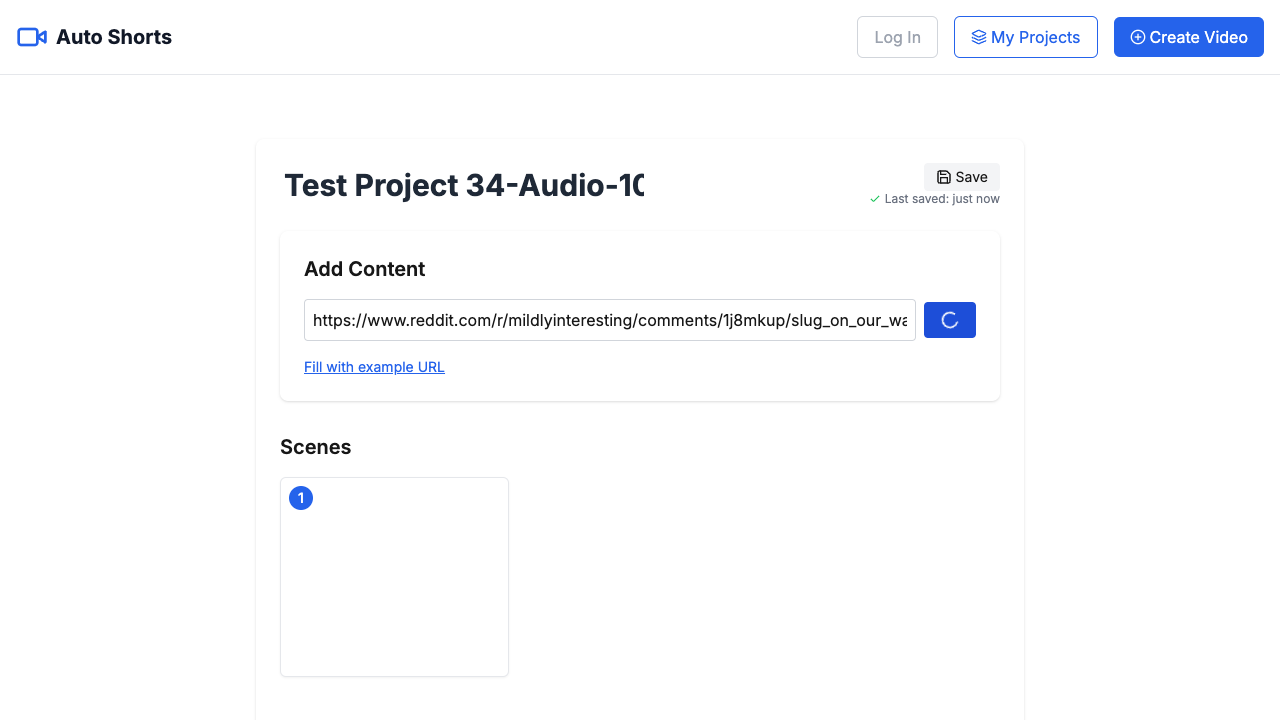 Auto Shorts
Log In
My Projects
Create Video
Test Project 34-Audio-10
Save
Last saved: just now
Add Content
https://www.reddit.com/r/mildlyinteresting/comments/1j8mkup/slug_on_our_wa
Fill with example URL
Scenes
1